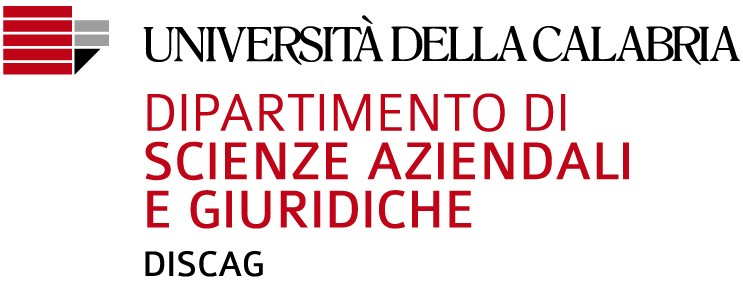 UNIVERSITÀ DELLA CALABRIA
DIPARTIMENTO DI
SCIENZE AZIENDALI
E GIURIDICHE
DISCAG